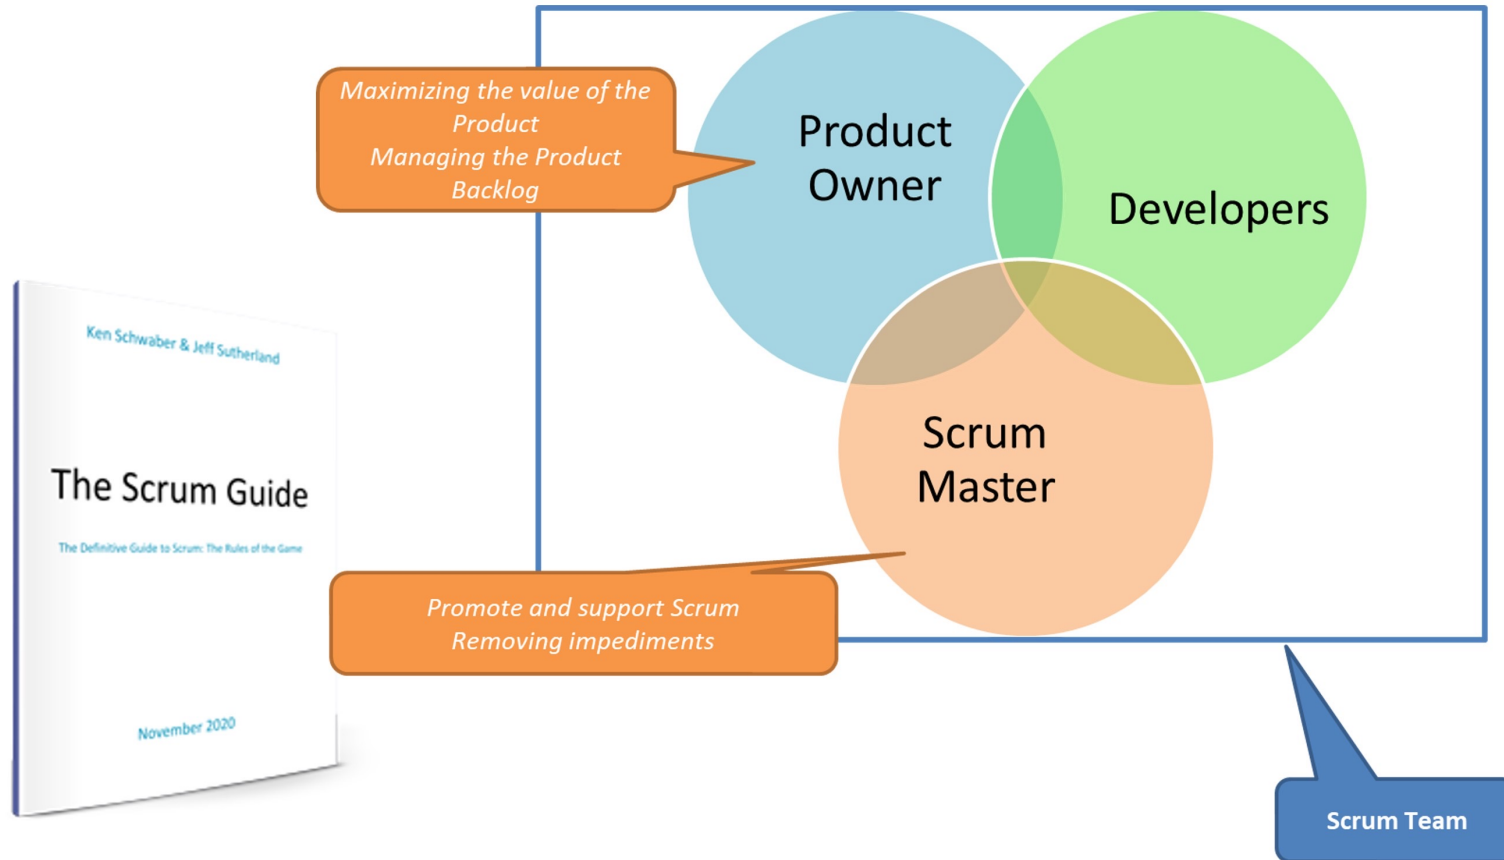 Maximizing the value of the
Product
Managing the Product
Backlog
Product
Owner
Developers
Scrum
Master
Ken Schwaber & Jeff Sutherland
The Scrum Guide
The Definitive Guide to Scrum: The Rules of the Game
November 2020
Promote and support Scrum
Removing impediments
Scrum Team